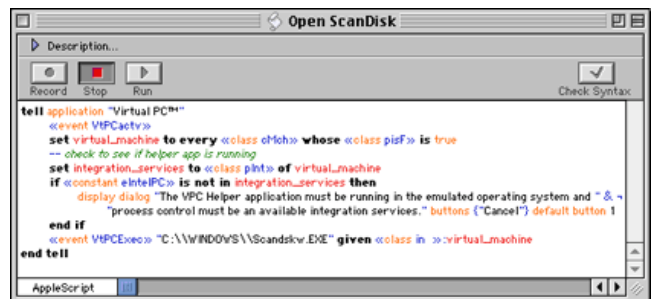 Open ScanDisk
Description...
Record Stop Run Check Syntax
tell application "Virtual PC™"
«event VtPCactv»
set virtual_machine to every «class cMch» whose «class pisF» is true
-- check to see if helper app is running
set integration_services to «class pInt» of virtual_machine
if «constant eInteIPC» is not in integration_services then
display dialog "The VPC Helper application must be running in the emulated operating system and " & ¬
"process control must be an available integration services." buttons {"Cancel"} default button 1
end if
«event VtPCExec» "C:\\WINDOWS\\Scandskw.EXE" given «class in  »:virtual_machine
end tell
AppleScript